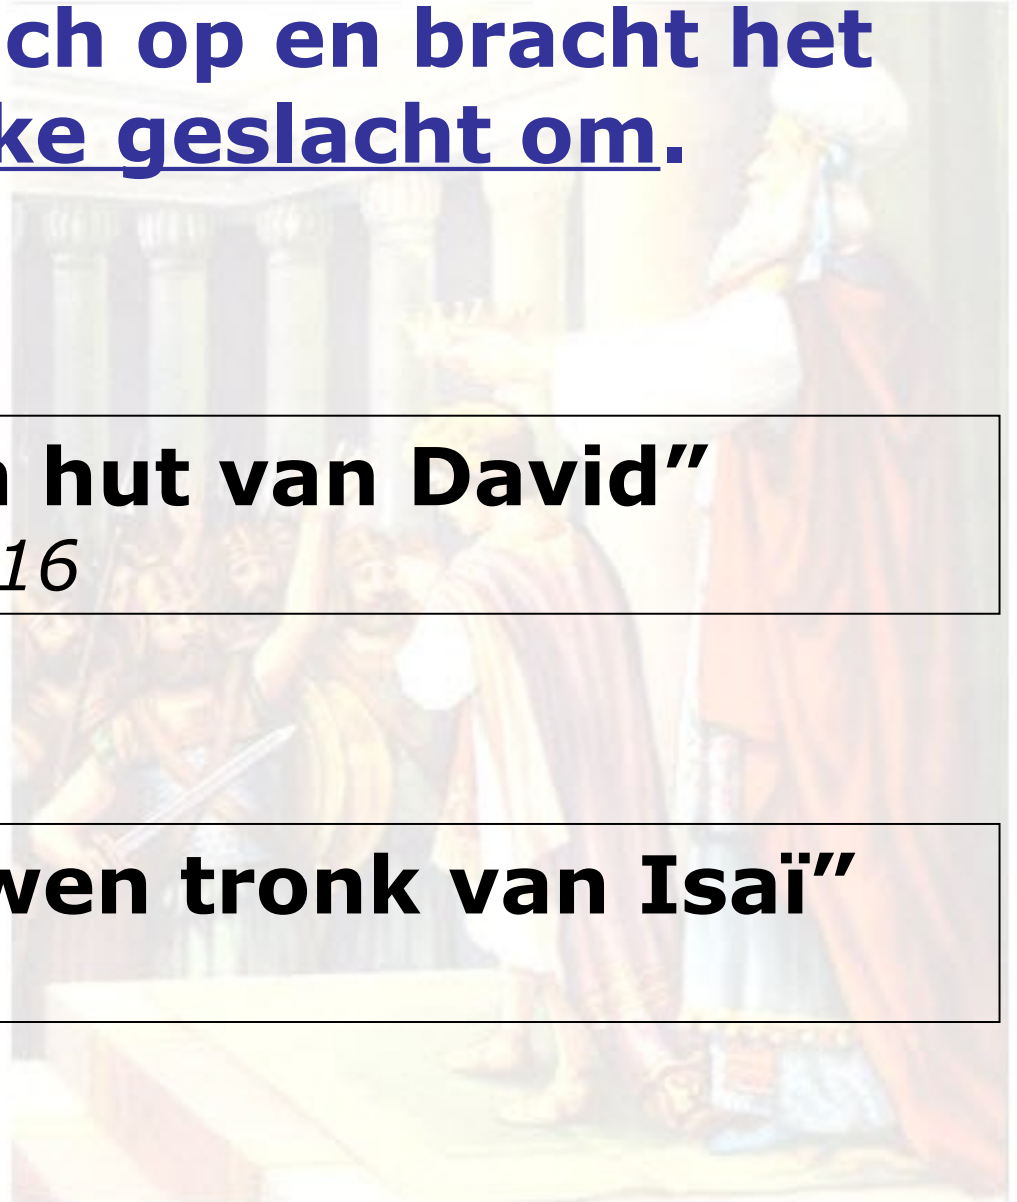 ch op en bracht het
ke geslacht om.
hut van David”
16
wen tronk van Isaï”